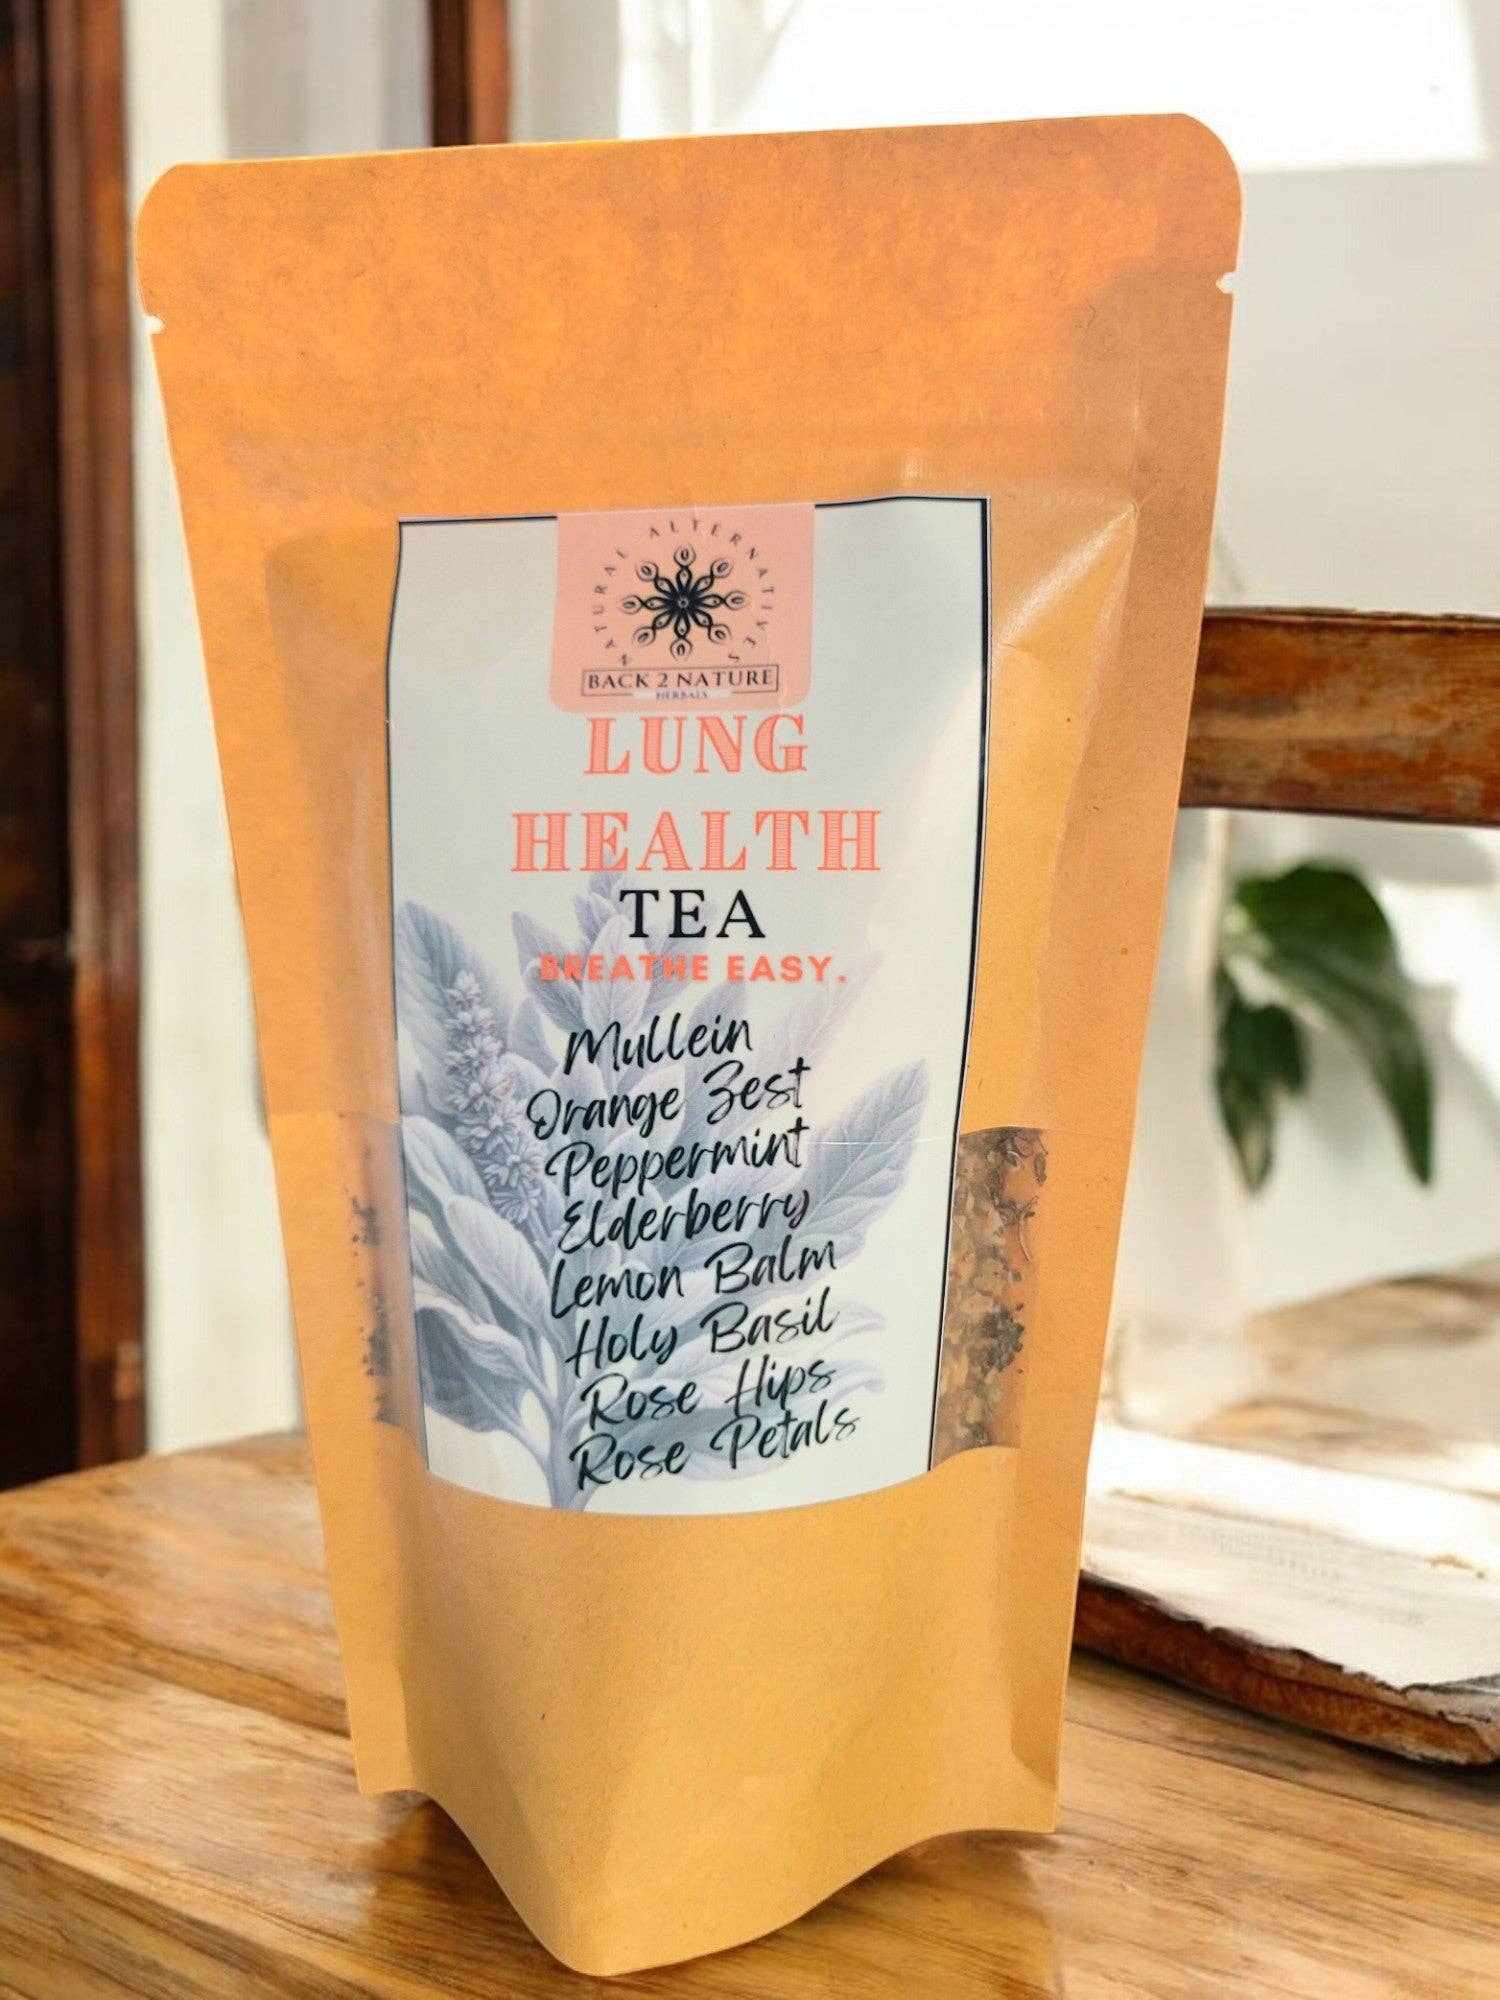 NATURAL ALTERNATIVES
BACK 2 NATURE
HERBALS
LUNG
HEALTH
TEA
BREATHE EASY.
Mullein
Orange Zest
Peppermint
Elderberry
Lemon Balm
Holy Basil
Rose Hips
Rose Petals